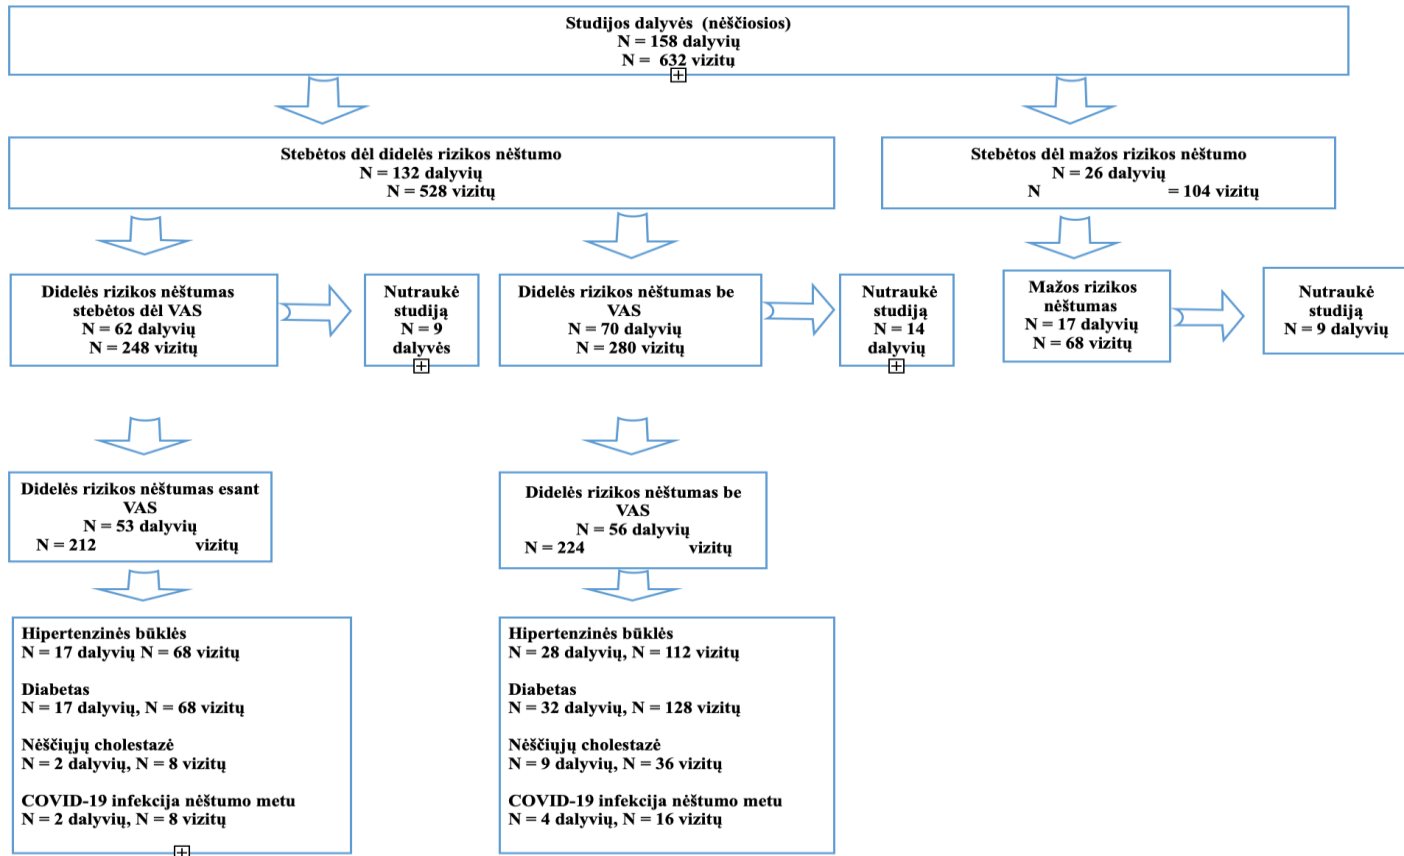 Studijos dalyvės (nėščiosios)
N = 158 dalyvių
N = 632 vizitų
Stebėtos dėl didelės rizikos nėštumo
N = 132 dalyvių
N = 528 vizitų
Stebėtos dėl mažos rizikos nėštumo
N = 26 dalyvių
N = 104 vizitų
Didelės rizikos nėštumas
stebėtos dėl VAS
N = 62 dalyvių
N = 248 vizitų
Nutraukė
studiją
N = 9
dalyvės
Didelės rizikos nėštumas be
VAS
N = 70 dalyvių
N = 280 vizitų
Nutraukė
studiją
N = 14
dalyvių
Mažos rizikos
nėštumas
N = 17 dalyvių
N = 68 vizitų
Nutraukė
studiją
N = 9 dalyvių
Didelės rizikos nėštumas esant
VAS
N = 53 dalyvių
N = 212 vizitų
Didelės rizikos nėštumas be
VAS
N = 56 dalyvių
N = 224 vizitų
Hipertenzinės būklės
N = 17 dalyvių N = 68 vizitų
Diabetas
N = 17 dalyvių, N = 68 vizitų
Nėščiųjų cholestazė
N = 2 dalyvių, N = 8 vizitų
COVID-19 infekcija nėštumo metu
N = 2 dalyvių, N = 8 vizitų
Hipertenzinės būklės
N = 28 dalyvių, N = 112 vizitų
Diabetas
N = 32 dalyvių, N = 128 vizitų
Nėščiųjų cholestazė
N = 9 dalyvių, N = 36 vizitų
COVID-19 infekcija nėštumo metu
N = 4 dalyvių, N = 16 vizitų